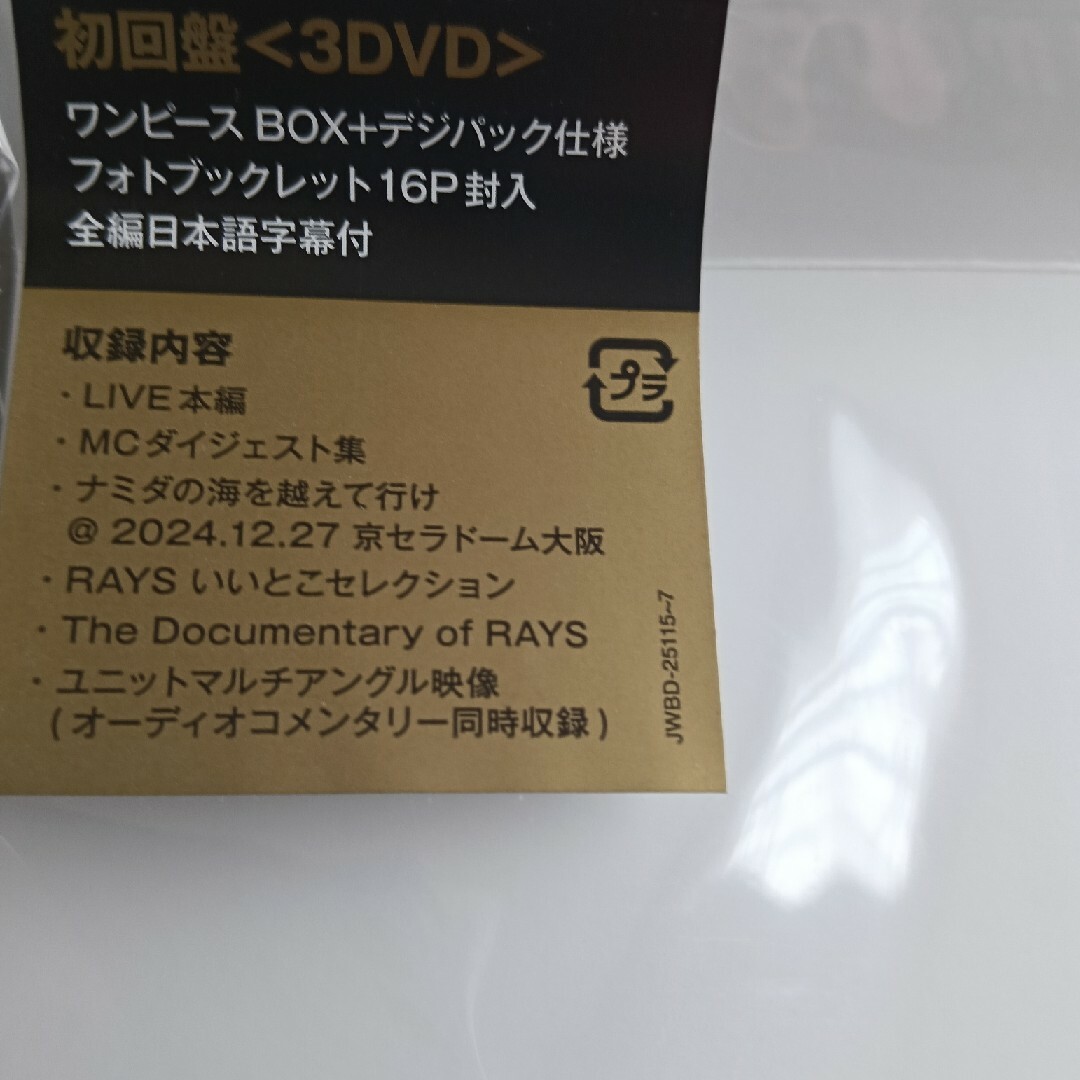 初回盤<3DVD>
ワンピース BOX+デジパック仕様
フォトブックレット16P封入
全編日本語字幕付
収録内容
プラ
・LIVE本編
・MCダイジェスト集
・ナミダの海を越えて行け
@ 2024.12.27 京セラドーム大阪
・RAYS いいとこセレクション
・The Documentary of RAYS
・ユニットマルチアングル映像
(オーディオコメンタリー同時収録)
JWBD-25115~7